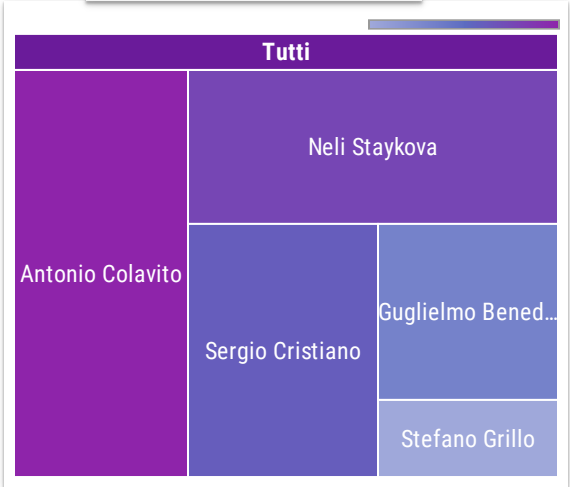 Tutti
Neli Staykova
Antonio Colavito
Guglielmo Bened...
Sergio Cristiano
Stefano Grillo